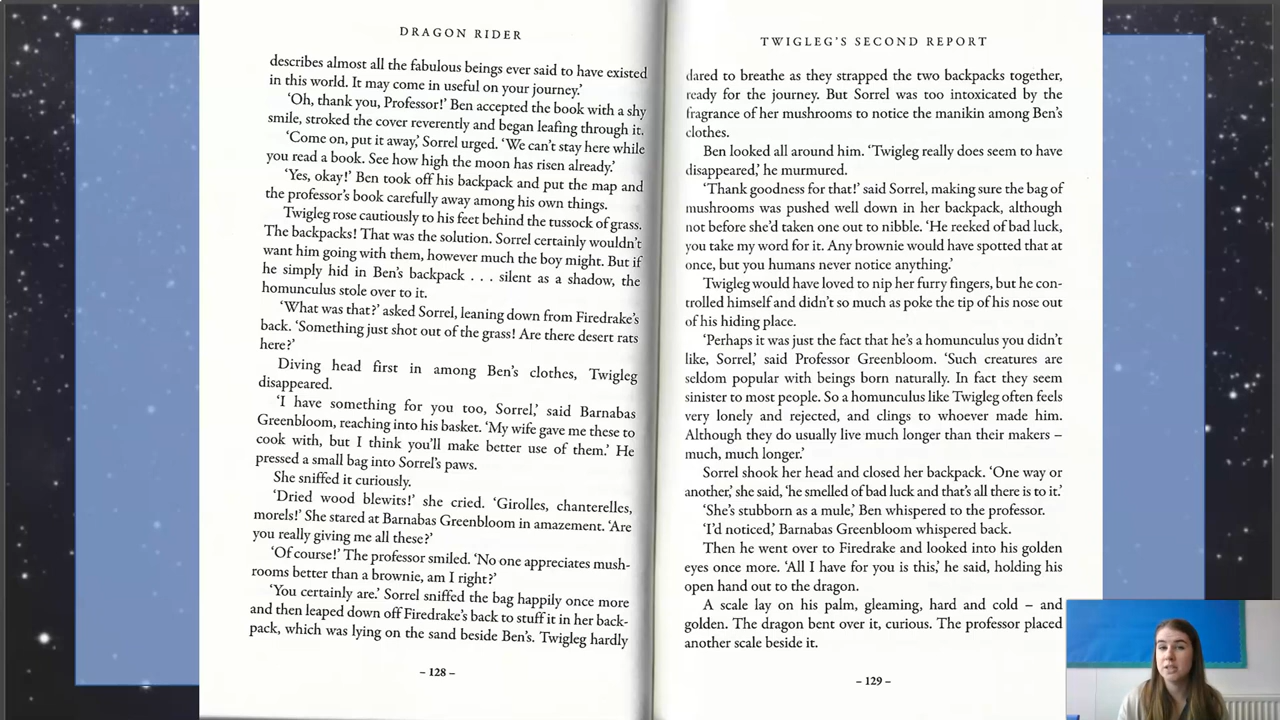 DRAGON RIDER
describes almost all the fabulous beings ever said to have existed
in this world. It may come in useful on your journey.’
‘Oh, thank you, Professor!’ Ben accepted the book with a shy
smile, stroked the cover reverently and began leafing through it.
‘Come on, put it away,’ Sorrel urged. ‘We can’t stay here while
you read a book. See how high the moon has risen already.’
‘Yes, okay!’ Ben took off his backpack and put the map and
the professor’s book carefully away among his own things.
Twigleg rose cautiously to his feet behind the tussock of grass.
The backpacks! That was the solution. Sorrel certainly wouldn’t
want him going with them, however much the boy might. But if
he simply hid in Ben’s backpack . . . silent as a shadow, the
homunculus stole over to it.
‘What was that?’ asked Sorrel, leaning down from Firedrake’s
back. ‘Something just shot out of the grass! Are there desert rats
here?’
Diving head first in among Ben’s clothes, Twigleg
disappeared.
‘I have something for you too, Sorrel,’ said Barnabas
Greenbloom, reaching into his basket. ‘My wife gave me these to
cook with, but I think you’ll make better use of them.’ He
pressed a small bag into Sorrel’s paws.
She sniffed it curiously.
‘Dried wood blewits!’ she cried. ‘Girolles, chanterelles,
morels!’ She stared at Barnabas Greenbloom in amazement. ‘Are
you really giving me all these?’
‘Of course!’ The professor smiled. ‘No one appreciates mush-
rooms better than a brownie, am I right?’
‘You certainly are.’ Sorrel sniffed the bag happily once more
and then leaped down off Firedrake’s back to stuff it in her back-
pack, which was lying on the sand beside Ben’s. Twigleg hardly
– 128 –
TWIGLEG’S SECOND REPORT
dared to breathe as they strapped the two backpacks together,
ready for the journey. But Sorrel was too intoxicated by the
fragrance of her mushrooms to notice the manikin among Ben’s
clothes.
Ben looked all around him. ‘Twigleg really does seem to have
disappeared,’ he murmured.
‘Thank goodness for that!’ said Sorrel, making sure the bag of
mushrooms was pushed well down in her backpack, although
not before she’d taken one out to nibble. ‘He reeked of bad luck,
you take my word for it. Any brownie would have spotted that at
once, but you humans never notice anything.’
Twigleg would have loved to nip her furry fingers, but he con-
trolled himself and didn’t so much as poke the tip of his nose out
of his hiding place.
‘Perhaps it was just the fact that he’s a homunculus you didn’t
like, Sorrel,’ said Professor Greenbloom. ‘Such creatures are
seldom popular with beings born naturally. In fact they seem
sinister to most people. So a homunculus like Twigleg often feels
very lonely and rejected, and clings to whoever made him.
Although they do usually live much longer than their makers –
much, much longer.’
Sorrel shook her head and closed her backpack. ‘One way or
another,’ she said, ‘he smelled of bad luck and that’s all there is to it.’
‘She’s stubborn as a mule,’ Ben whispered to the professor.
‘I’d noticed,’ Barnabas Greenbloom whispered back.
Then he went over to Firedrake and looked into his golden
eyes once more. ‘All I have for you is this,’ he said, holding his
open hand out to the dragon.
A scale lay on his palm, gleaming, hard and cold – and
golden. The dragon bent over it, curious. The professor placed
another scale beside it.
– 129 –